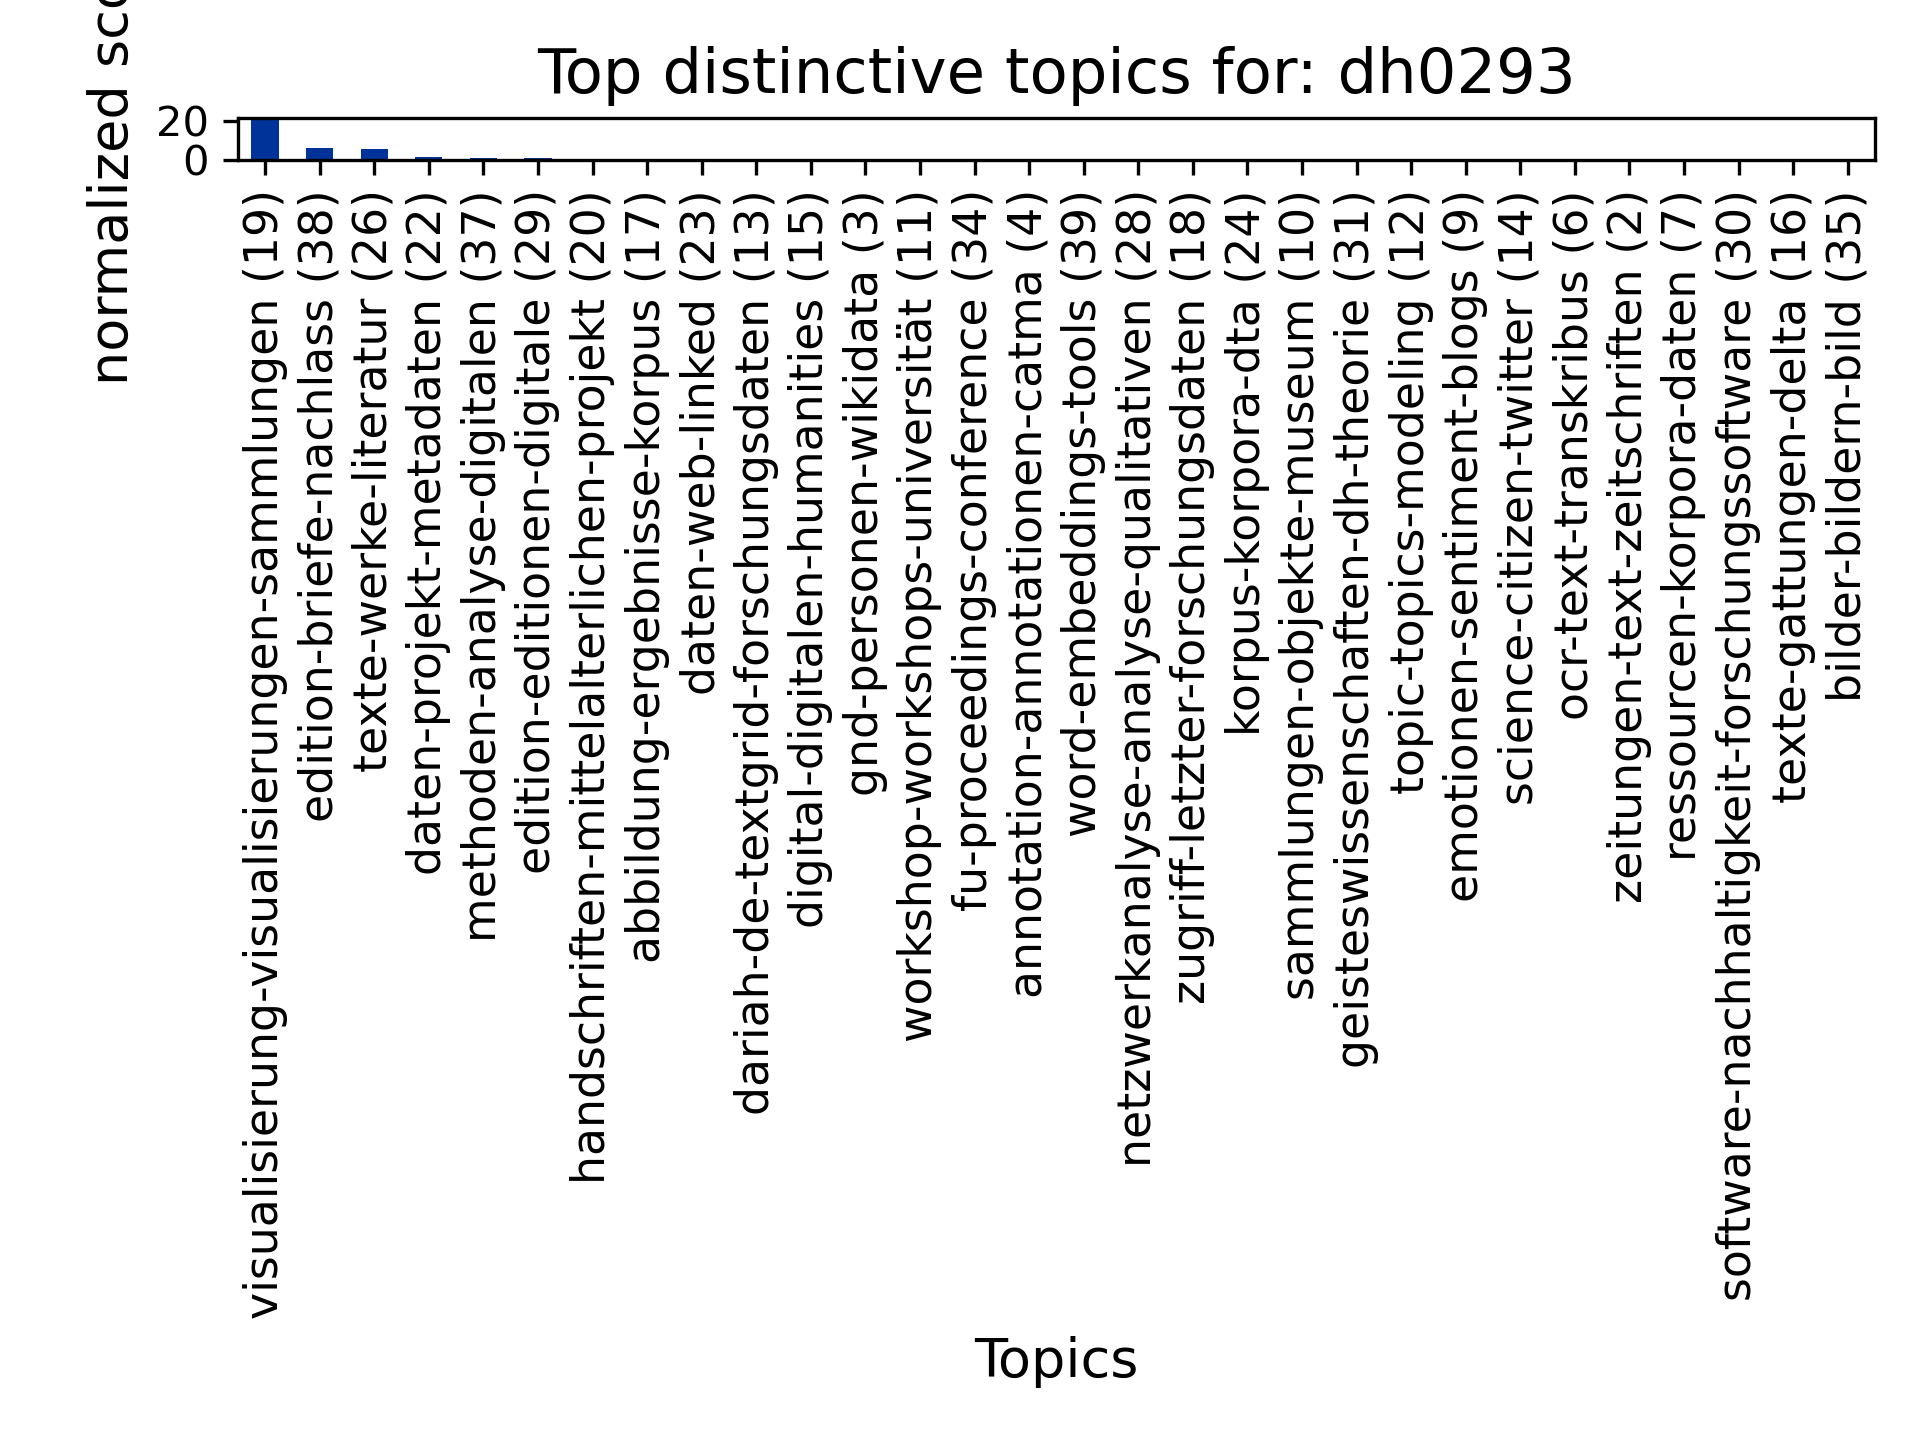 Top distinctive topics for: dh0293
normalized
20
0
visualisierung-visualisierungen-sammlungen (19)
edition-briefe-nachlass (38)
texte-werke-literatur (26)
daten-projekt-metadaten (22)
methoden-analyse-digitalen (37)
edition-editionen-digitale (29)
handschriften-mittelalterlichen-projekt (20)
abbildung-ergebnisse-korpus (17)
daten-web-linked (23)
dariah-de-textgrid-forschungsdaten (13)
digital-digitalen-humanities (15)
gnd-personen-wikidata (3)
workshop-workshops-universität (11)
fu-proceedings-conference (34)
annotation-annotationen-catma (4)
word-embeddings-tools (39)
netzwerkanalyse-analyse-qualitativen (28)
zugriff-letzter-forschungsdaten (18)
korpus-korpora-dta (24)
sammlungen-objekte-museum (10)
geisteswissenschaften-dh-theorie (31)
topic-topics-modeling (12)
emotionen-sentiment-blogs (9)
science-citizen-twitter (14)
ocr-text-transkribus (6)
zeitungen-text-zeitschriften (2)
ressourcen-korpora-daten (7)
software-nachhaltigkeit-forschungssoftware (30)
texte-gattungen-delta (16)
bilder-bildern-bild (35)
Topics